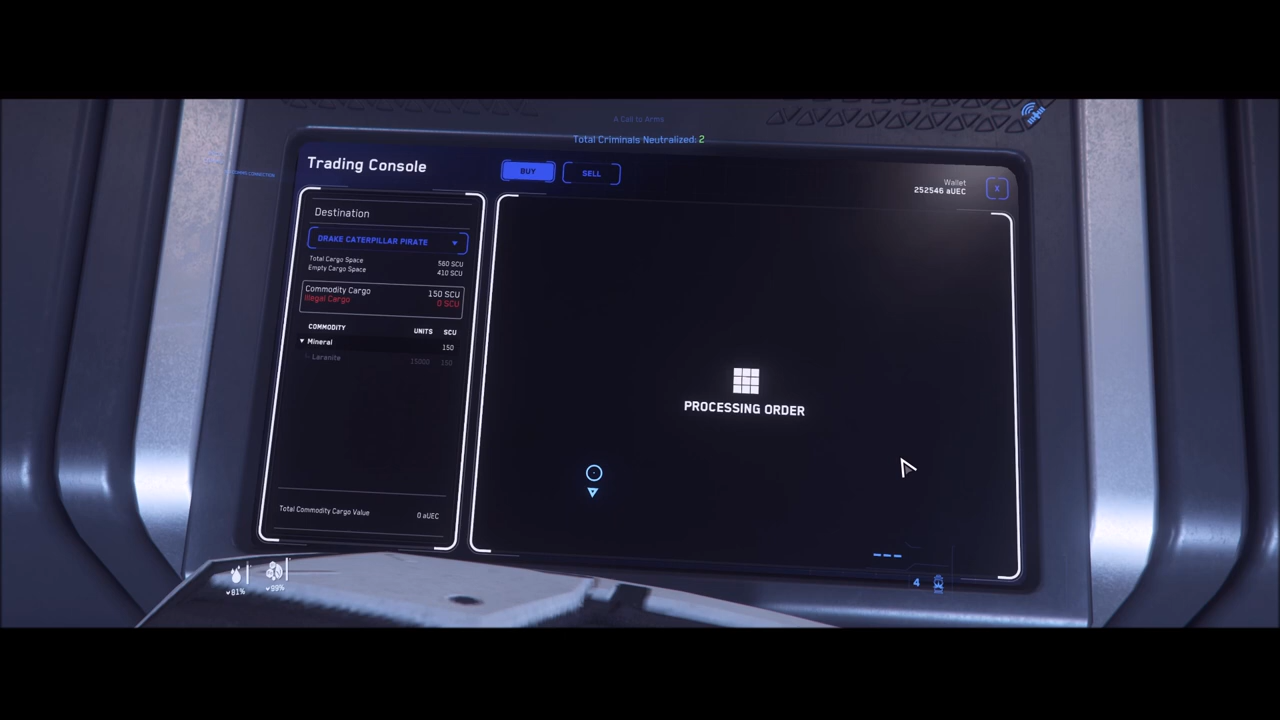 A Call to Arms
Total Criminals Neutralized: 2
Trading Console
BUY
SELL
Wallet
252546 aUEC
X
Destination
DRAKE CATERPILLAR PIRATE
Total Cargo Space 560 SCU
Empty Cargo Space 410 SCU
Commodity Cargo 150 SCU
Illegal Cargo 0 SCU
COMMODITY UNITS SCU
Mineral 150
Laranite 15000 150
PROCESSING ORDER
Total Commodity Cargo Value 0 aUEC
81%
99%
4